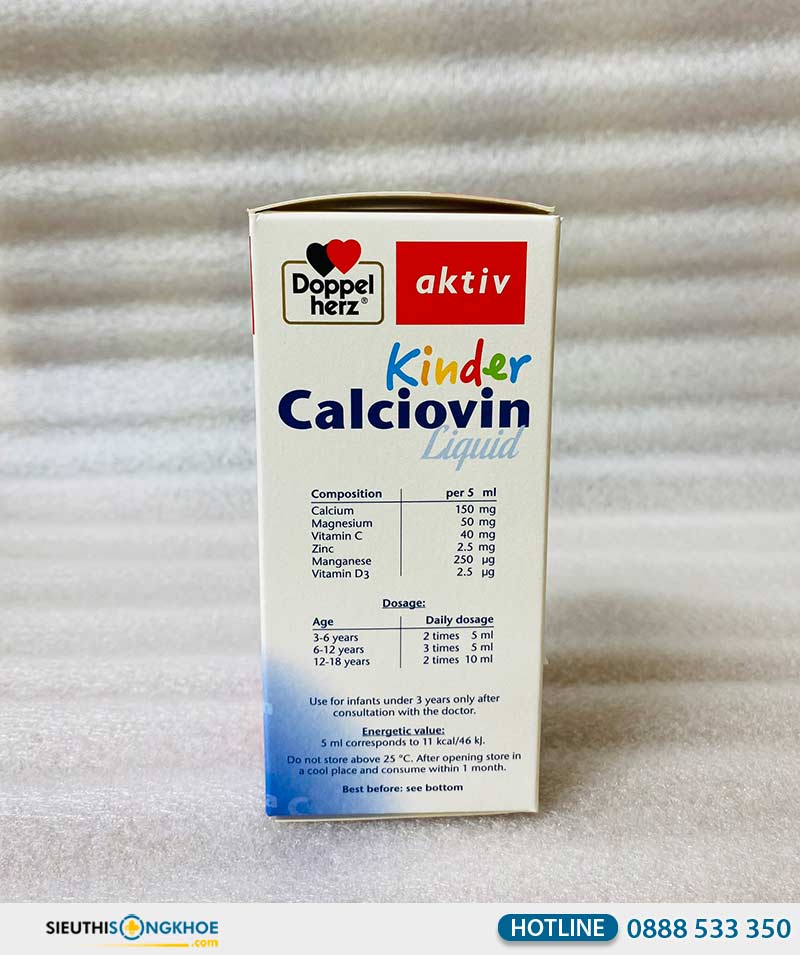 Doppel
herz®
aktiv
Kinder
Calciovin
Liquid
Composition per 5 ml
Calcium 150 mg
Magnesium 50 mg
Vitamin C 40 mg
Zinc 2.5 mg
Manganese 250 µg
Vitamin D3 2.5 µg
Dosage:
Age Daily dosage
3-6 years 2 times 5 ml
6-12 years 3 times 5 ml
12-18 years 2 times 10 ml
Use for infants under 3 years only after
consultation with the doctor.
Energetic value:
5 ml corresponds to 11 kcal/46 kJ.
Do not store above 25 °C. After opening store in
a cool place and consume within 1 month.
Best before: see bottom
SIEUTHISONGKHOE
.com
HOTLINE 0888 533 350